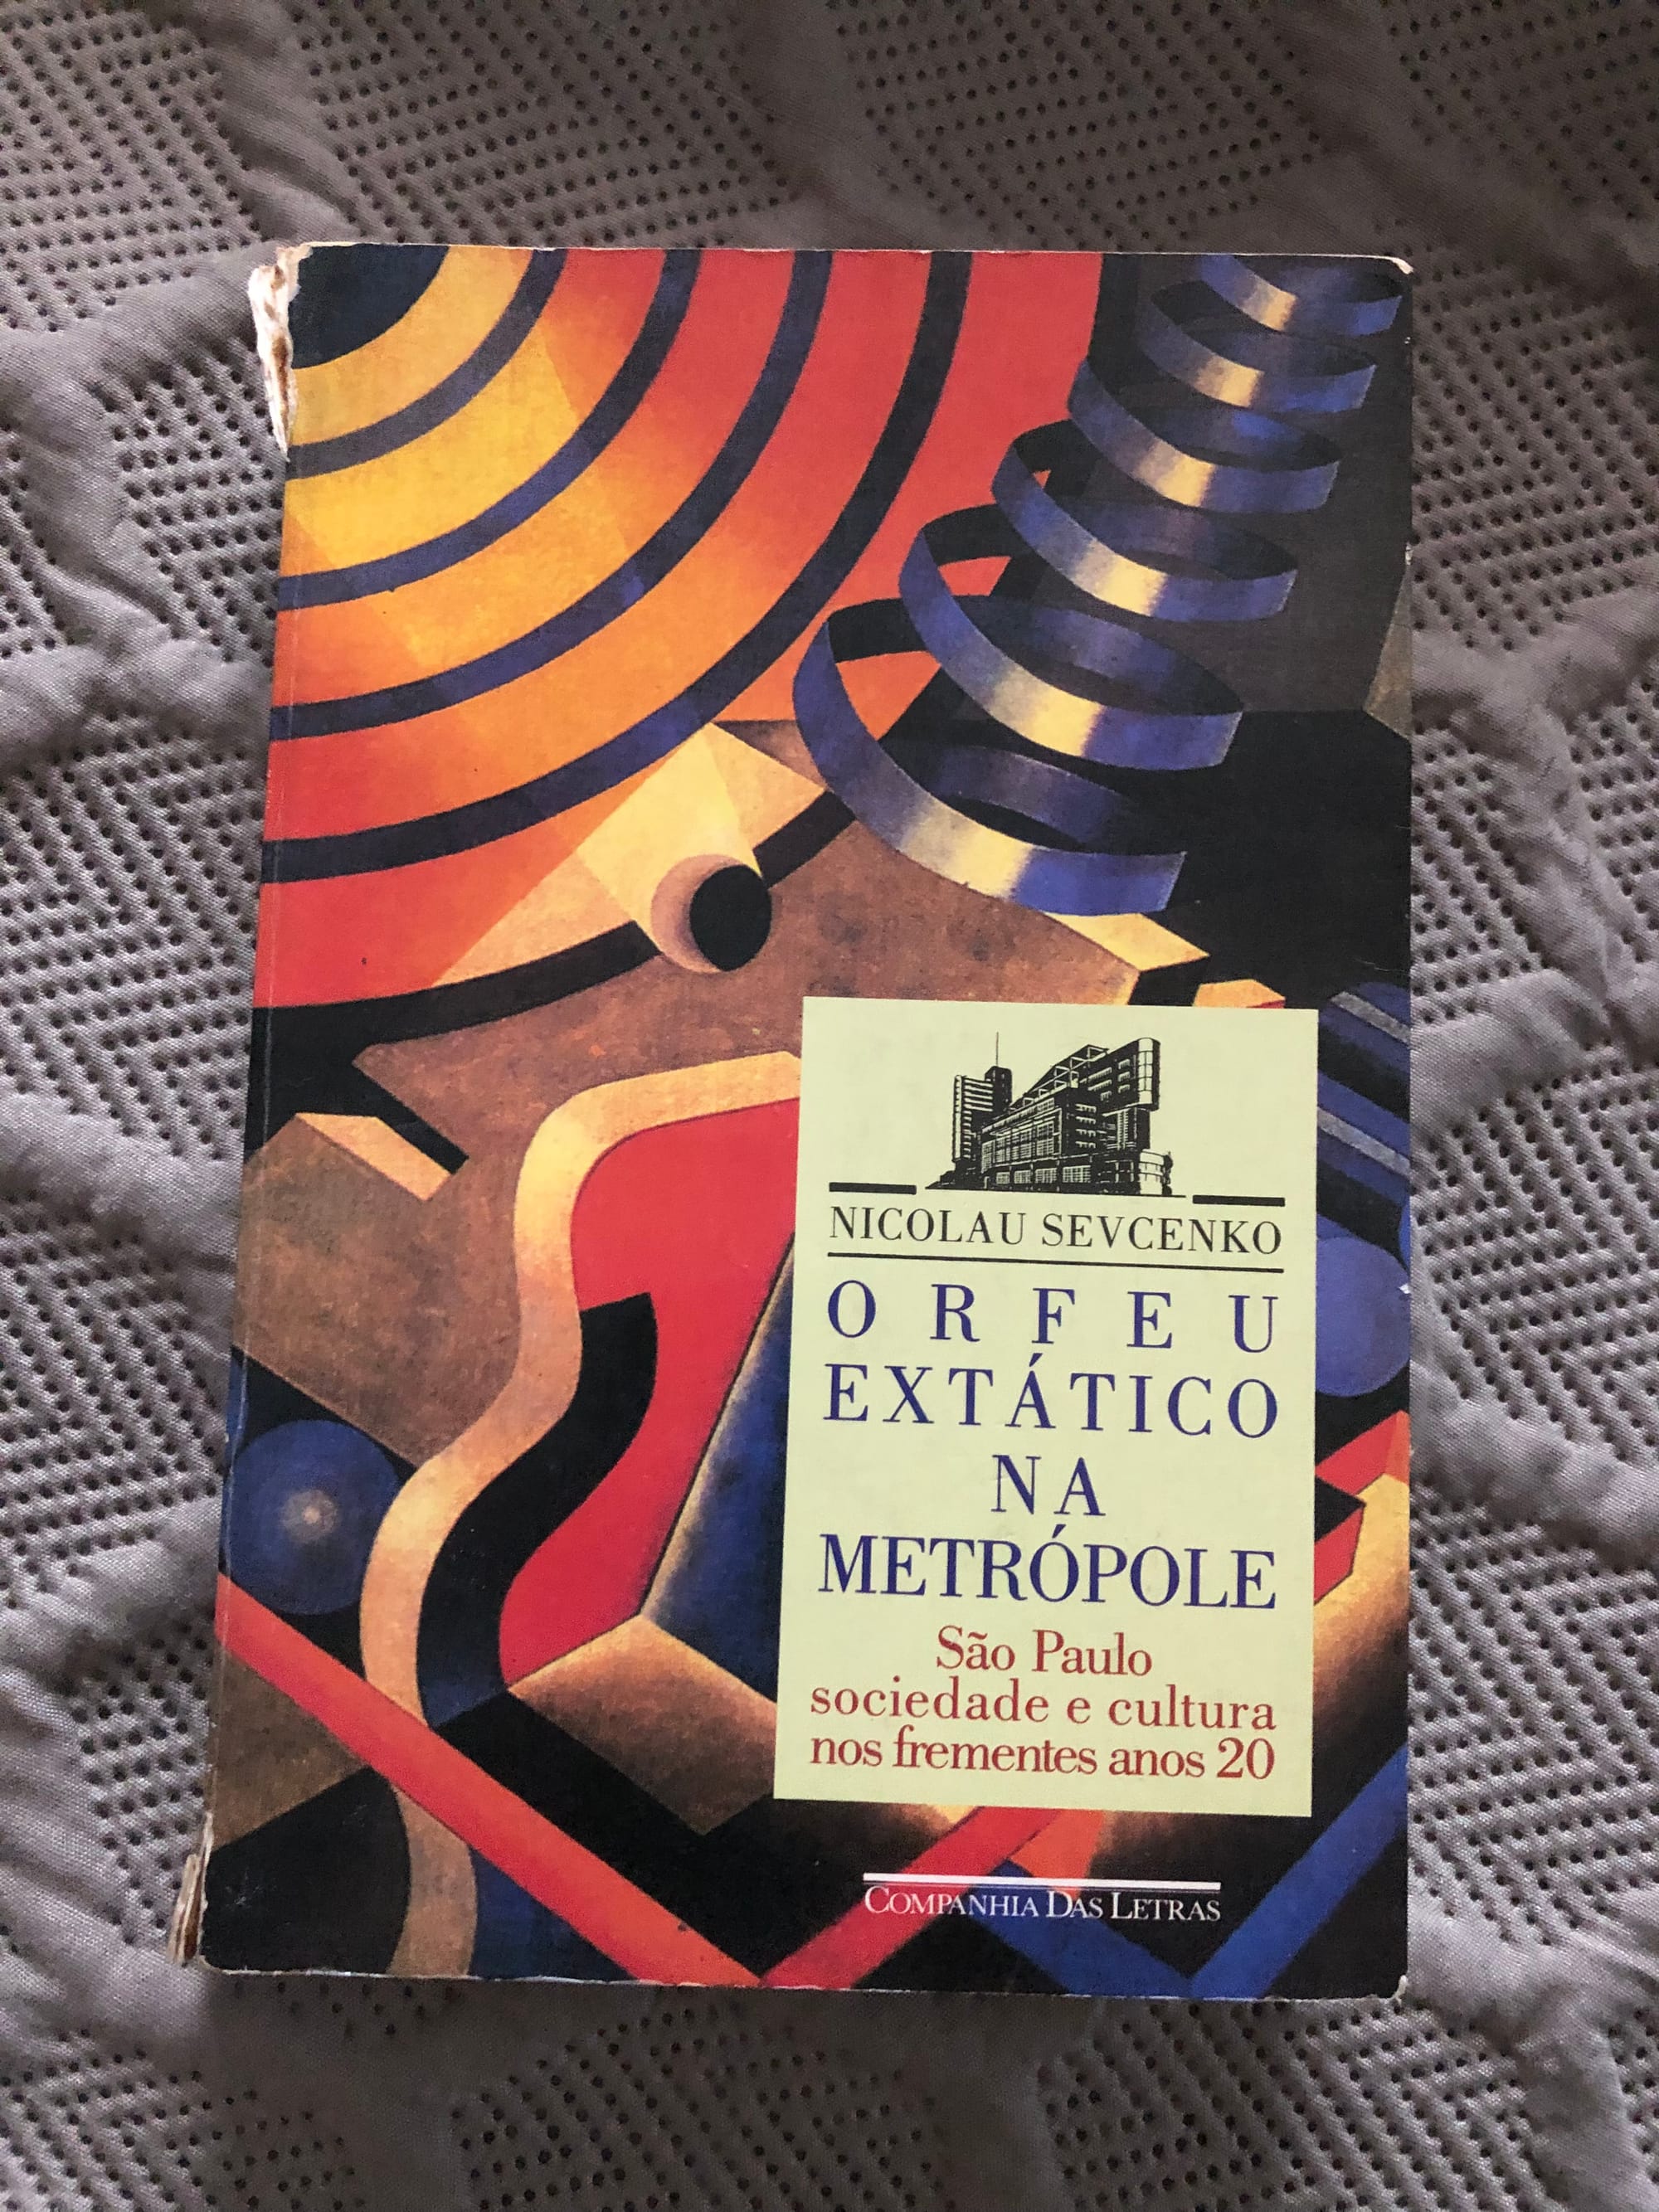 NICOLAU SEVCENKO
ORFEU
EXTÁTICO
NA
METRÓPOLE
São Paulo
sociedade e cultura
nos frementes anos 20
COMPANHIA DAS LETRAS